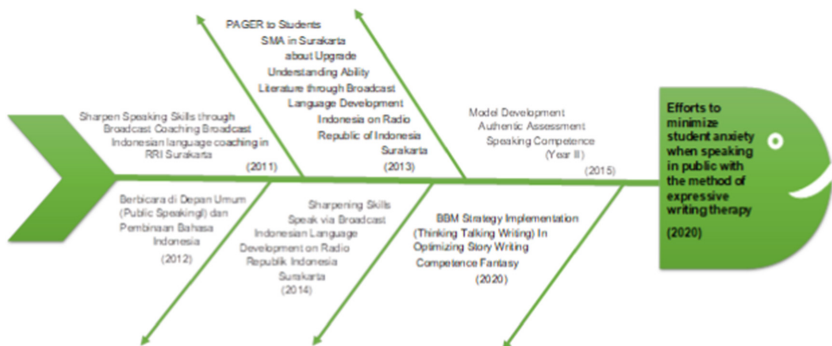 PAGER to Students
SMA in Surakarta
about Upgrade
Understanding Ability
Literature through Broadcast
Language Development
Indonesia on Radio
Republic of Indonesia
Surakarta
(2013)
Sharpen Speaking Skills through
Broadcast Coaching Broadcast
Indonesian language coaching in
RRI Surakarta
(2011)
Model Development
Authentic Assessment
Speaking Competence
(Year II)
(2015)
Efforts to
minimize
student anxiety
when speaking
in public with
the method of
expressive
writing therapy
(2020)
Berbicara di Depan Umum
(Public SpeakingI) dan
Pembinaan Bahasa
Indonesia
(2012)
Sharpening Skills
Speak via Broadcast
Indonesian Language
Development on Radio
Republik Indonesia
Surakarta
(2014)
BBM Strategy Implementation
(Thinking Talking Writing) In
Optimizing Story Writing
Competence Fantasy
(2020)